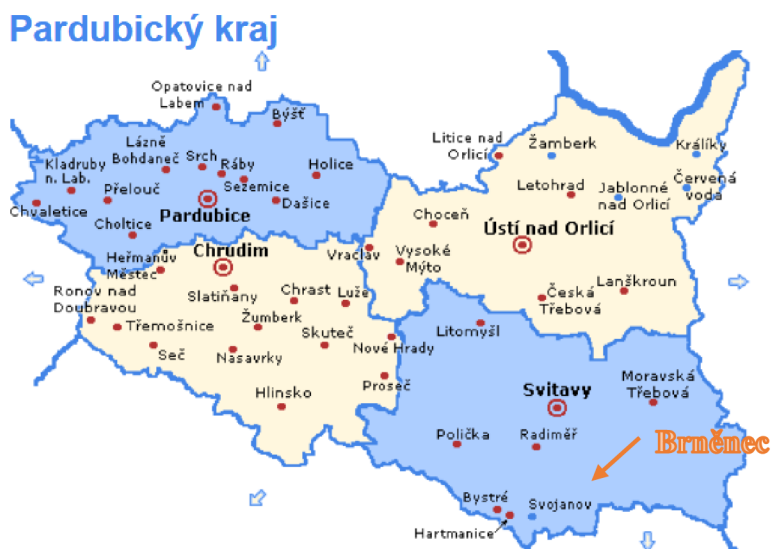 Pardubický kraj
Opatovice nad
Labem
Býšť
Lázně
Bohdaneč
Srch
Ráby
Holice
Kladruby
n. Lab.
Přelouč
Sezemice
Dašice
Chvaletice
Choltice
Pardubice
Litice nad
Orlicí
Žamberk
Králíky
Letohrad
Jablonné
nad Orlicí
Červená
voda
Choceň
Ústí nad Orlicí
Vraclav
Vysoké
Mýto
Česká
Třebová
Lanškroun
Heřmanův
Městec
Chrudim
Ronov nad
Doubravou
Slatiňany
Chrast
Luže
Třemošnice
Žumberk
Skuteč
Seč
Nasavrky
Nové Hrady
Hlinsko
Proseč
Litomyšl
Svitavy
Moravská
Třebová
Polička
Radiměř
Brněnec
Bystré
Svojanov
Hartmanice